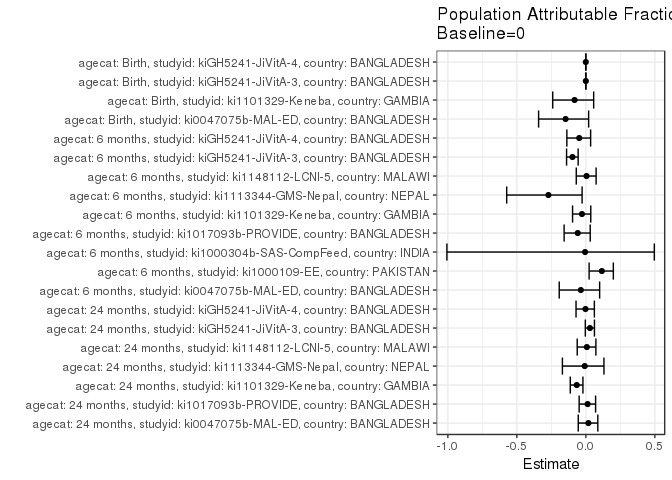 Population Attributable Fractic
Baseline=0
agecat: Birth, studyid: kiGH5241-JiVitA-4, country: BANGLADESH
agecat: Birth, studyid: kiGH5241-JiVitA-3, country: BANGLADESH
agecat: Birth, studyid: ki1101329-Keneba, country: GAMBIA
agecat: Birth, studyid: ki0047075b-MAL-ED, country: BANGLADESH
agecat: 6 months, studyid: kiGH5241-JiVitA-4, country: BANGLADESH
agecat: 6 months, studyid: kiGH5241-JiVitA-3, country: BANGLADESH
agecat: 6 months, studyid: ki1148112-LCNI-5, country: MALAWI
agecat: 6 months, studyid: ki1113344-GMS-Nepal, country: NEPAL
agecat: 6 months, studyid: ki1101329-Keneba, country: GAMBIA
agecat: 6 months, studyid: ki1017093b-PROVIDE, country: BANGLADESH
agecat: 6 months, studyid: ki1000304b-SAS-CompFeed, country: INDIA
agecat: 6 months, studyid: ki1000109-EE, country: PAKISTAN
agecat: 6 months, studyid: ki0047075b-MAL-ED, country: BANGLADESH
agecat: 24 months, studyid: kiGH5241-JiVitA-4, country: BANGLADESH
agecat: 24 months, studyid: kiGH5241-JiVitA-3, country: BANGLADESH
agecat: 24 months, studyid: ki1148112-LCNI-5, country: MALAWI
agecat: 24 months, studyid: ki1113344-GMS-Nepal, country: NEPAL
agecat: 24 months, studyid: ki1101329-Keneba, country: GAMBIA
agecat: 24 months, studyid: ki1017093b-PROVIDE, country: BANGLADESH
agecat: 24 months, studyid: ki0047075b-MAL-ED, country: BANGLADESH
-1.0 -0.5 0.0 0.5
Estimate